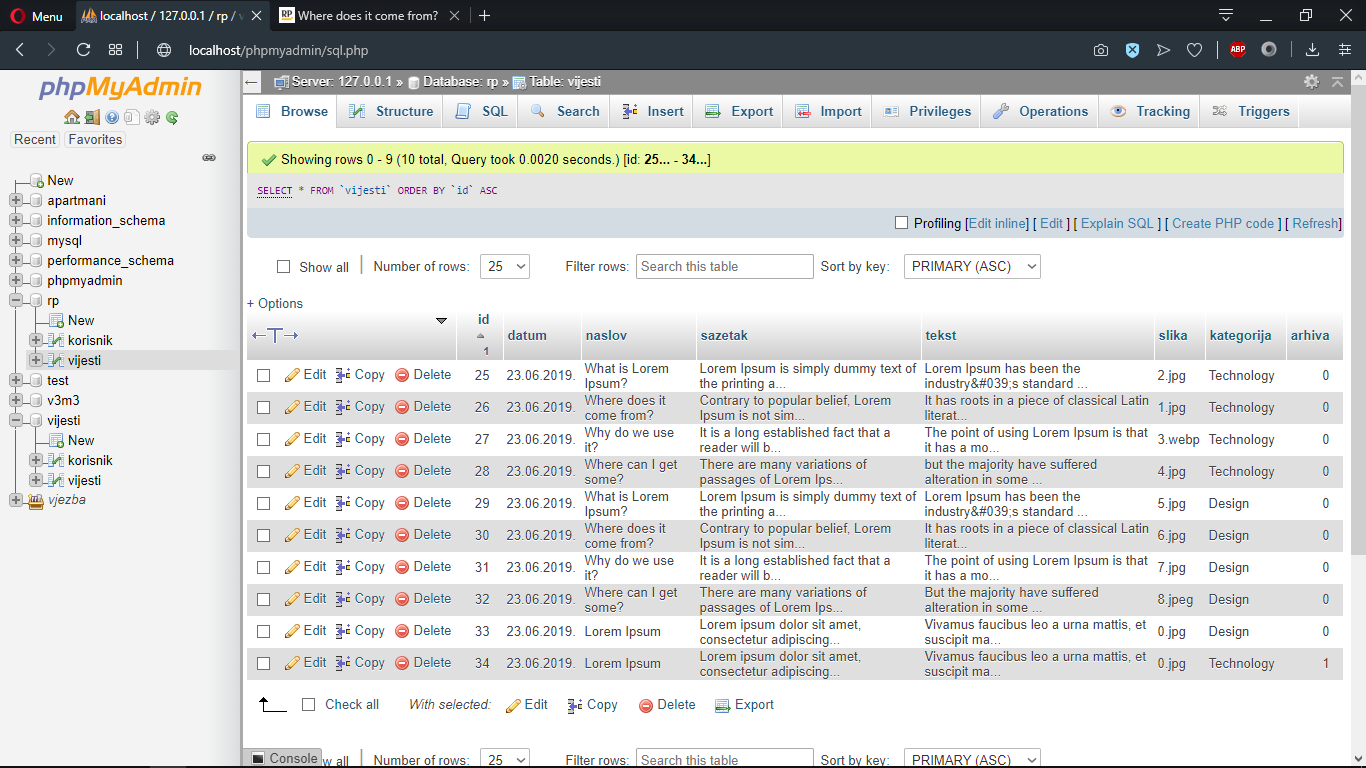 Menu
localhost / 127.0.0.1 / rp / v
Where does it come from?
localhost/phpmyadmin/sql.php
ABP
phpMyAdmin
Recent Favorites
New
apartmani
information_schema
mysql
performance_schema
phpmyadmin
rp
New
korisnik
vijesti
test
v3m3
vijesti
New
korisnik
vijesti
vjezba
Server: 127.0.0.1 » Database: rp » Table: vijesti
Browse Structure SQL Search Insert Export Import Privileges Operations Tracking Triggers
Showing rows 0 - 9 (10 total, Query took 0.0020 seconds.) [id: 25... - 34...]
SELECT * FROM `vijesti` ORDER BY `id` ASC
Profiling [Edit inline] [ Edit ] [ Explain SQL ] [ Create PHP code ] [ Refresh]
Show all Number of rows: 25 Filter rows: Search this table Sort by key: PRIMARY (ASC)
+ Options
←T→ id 1 datum naslov sazetak tekst slika kategorija arhiva
Edit Copy Delete 25 23.06.2019. What is Lorem Ipsum? Lorem Ipsum is simply dummy text of the printing a... Lorem Ipsum has been the industry&#039;s standard ... 2.jpg Technology 0
Edit Copy Delete 26 23.06.2019. Where does it come from? Contrary to popular belief, Lorem Ipsum is not sim... It has roots in a piece of classical Latin literat... 1.jpg Technology 0
Edit Copy Delete 27 23.06.2019. Why do we use it? It is a long established fact that a reader will b... The point of using Lorem Ipsum is that it has a mo... 3.webp Technology 0
Edit Copy Delete 28 23.06.2019. Where can I get some? There are many variations of passages of Lorem Ips... but the majority have suffered alteration in some ... 4.jpg Technology 0
Edit Copy Delete 29 23.06.2019. What is Lorem Ipsum? Lorem Ipsum is simply dummy text of the printing a... Lorem Ipsum has been the industry&#039;s standard ... 5.jpg Design 0
Edit Copy Delete 30 23.06.2019. Where does it come from? Contrary to popular belief, Lorem Ipsum is not sim... It has roots in a piece of classical Latin literat... 6.jpg Design 0
Edit Copy Delete 31 23.06.2019. Why do we use it? It is a long established fact that a reader will b... The point of using Lorem Ipsum is that it has a mo... 7.jpg Design 0
Edit Copy Delete 32 23.06.2019. Where can I get some? There are many variations of passages of Lorem Ips... But the majority have suffered alteration in some ... 8.jpeg Design 0
Edit Copy Delete 33 23.06.2019. Lorem Ipsum Lorem ipsum dolor sit amet, consectetur adipiscing... Vivamus faucibus leo a urna mattis, et suscipit ma... 0.jpg Design 0
Edit Copy Delete 34 23.06.2019. Lorem Ipsum Lorem ipsum dolor sit amet, consectetur adipiscing... Vivamus faucibus leo a urna mattis, et suscipit ma... 0.jpg Technology 1
Check all With selected: Edit Copy Delete Export
Console w all Number of rows: 25 Filter rows: Search this table Sort by key: PRIMARY (ASC)